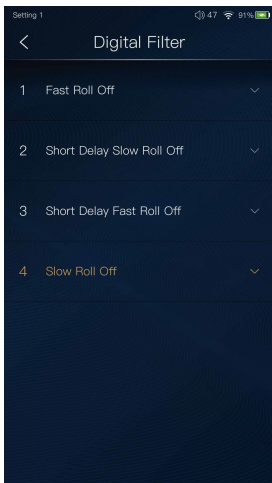 Setting 1 47 91%
Digital Filter
1 Fast Roll Off
2 Short Delay Slow Roll Off
3 Short Delay Fast Roll Off
4 Slow Roll Off